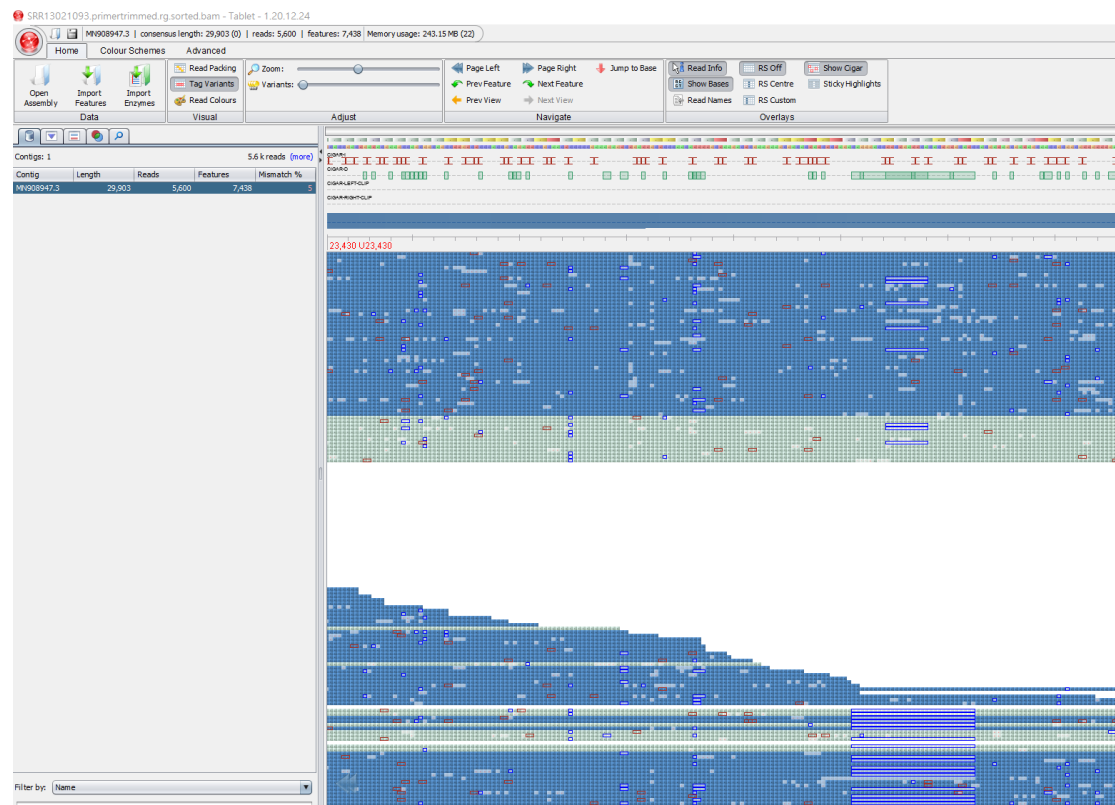 SRR13021093.primertrimmed.rg.sorted.bam - Tablet - 1.20.12.24
MN908947.3 | consensus length: 29,903 (0) | reads: 5,600 | features: 7,438 | Memory usage: 243.15 MB (22)
Home Colour Schemes Advanced
Read Packing Zoom: Page Left Page Right Jump to Base Read Info RS Off Show Cigar
Tag Variants Variants: Prev Feature Next Feature Show Bases RS Centre Sticky Highlights
Open Assembly Import Features Import Enzymes Read Colours Prev View Next View Read Names RS Custom
Data Visual Adjust Navigate Overlays
Contigs: 1 5.6 k reads (more)
Contig Length Reads Features Mismatch %
MN908947.3 29,903 5,600 7,438 5
CIGAR-I
CIGAR-D
CIGAR-LEFT-CLIP
CIGAR-RIGHT-CLIP
23,430 U23,430
Filter by: Name